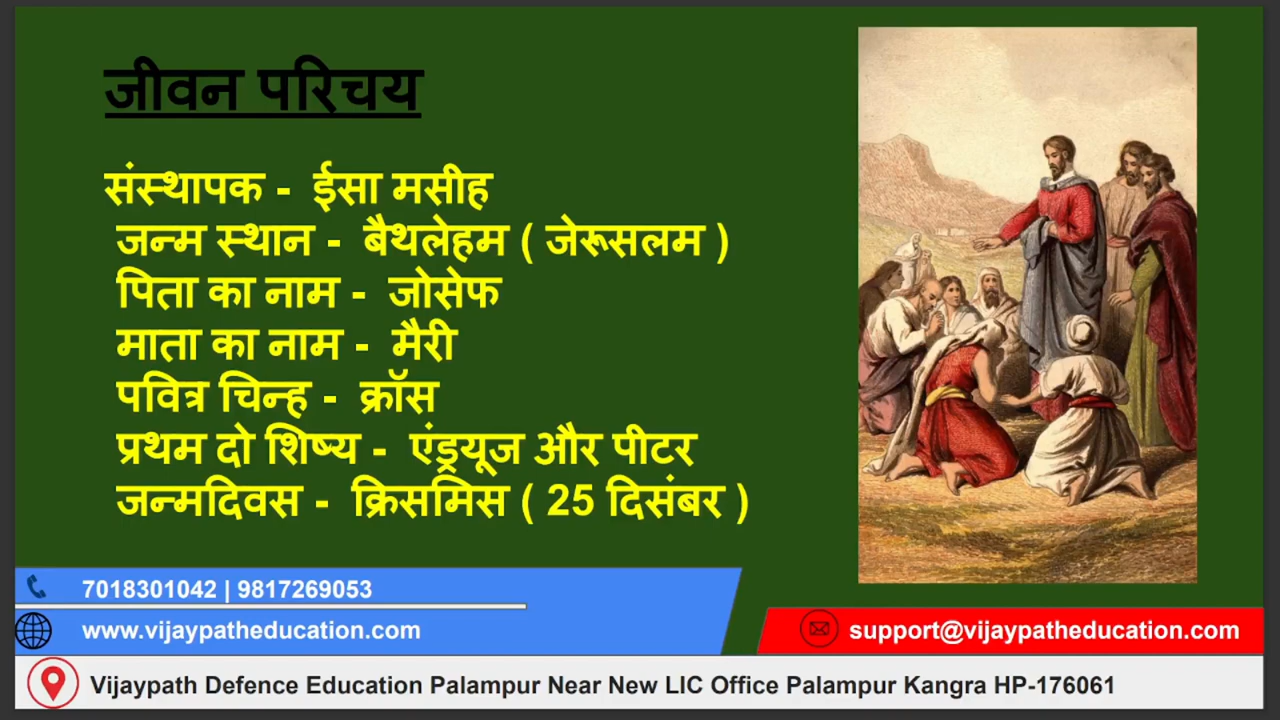 जीवन परिचय
संस्थापक - ईसा मसीह
जन्म स्थान - बैथलेहम ( जेरूसलम )
पिता का नाम - जोसेफ
माता का नाम - मैरी
पवित्र चिन्ह - क्रॉस
प्रथम दो शिष्य - एंड्रयूज और पीटर
जन्मदिवस - क्रिसमिस ( 25 दिसंबर )
7018301042 | 9817269053
www.vijaypatheducation.com
support@vijaypatheducation.com
Vijaypath Defence Education Palampur Near New LIC Office Palampur Kangra HP-176061